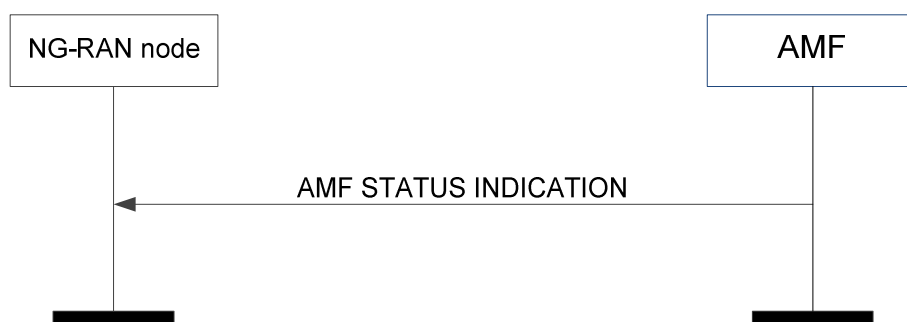 NG-RAN node
AMF
AMF STATUS INDICATION